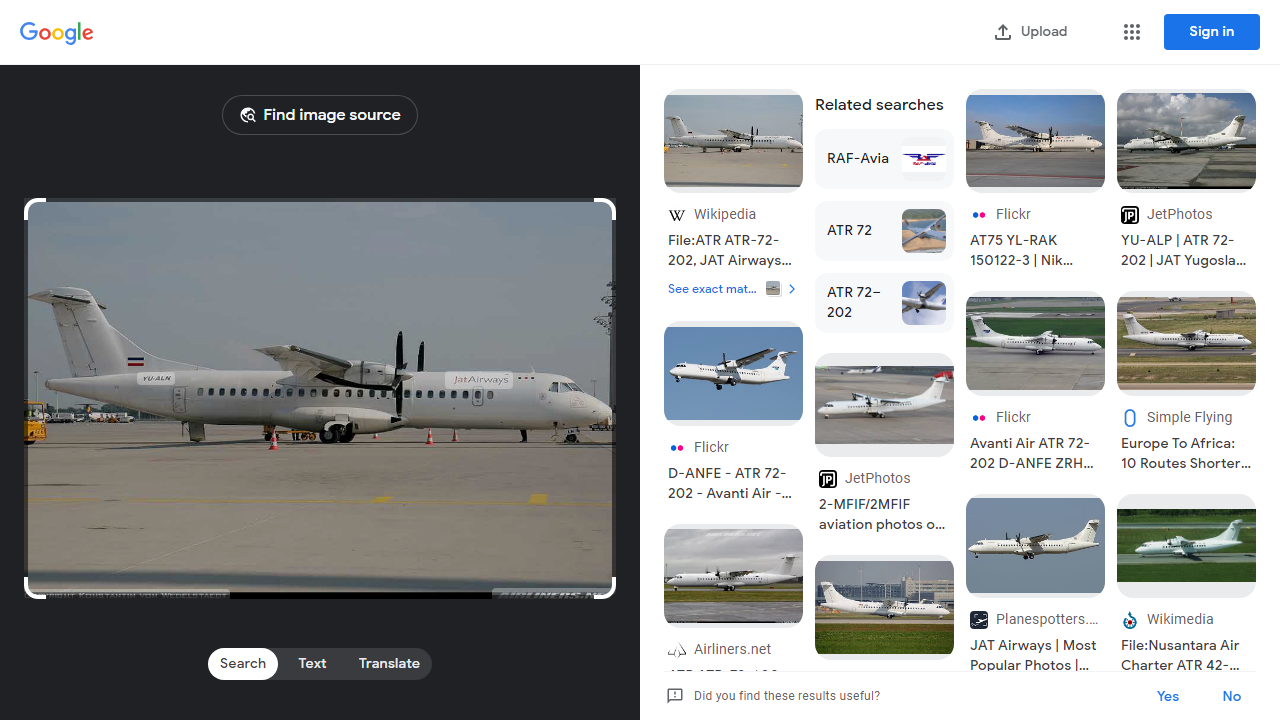 Google
Upload
Sign in
Find image source
YU-ALN
JatAirways
Search
Text
Translate
Wikipedia
File:ATR ATR-72-
202, JAT Airways...
See exact mat...
Flickr
D-ANFE - ATR 72-
202 - Avanti Air -...
Airliners.net
Related searches
RAF-Avia
ATR 72
ATR 72–
202
JetPhotos
2-MFIF/2MFIF
aviation photos o...
Flickr
AT75 YL-RAK
150122-3 | Nik...
Flickr
Avanti Air ATR 72-
202 D-ANFE ZRH...
Planespotters....
JAT Airways | Most
Popular Photos |...
JetPhotos
YU-ALP | ATR 72-
202 | JAT Yugosla...
Simple Flying
Europe To Africa:
10 Routes Shorter...
Wikimedia
File:Nusantara Air
Charter ATR 42-...
Did you find these results useful?
Yes
No